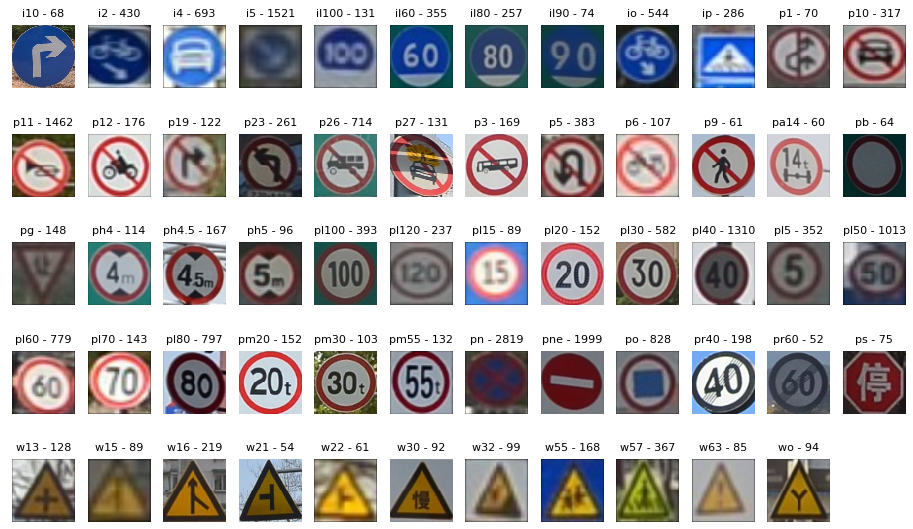 i10 - 68 i2 - 430 i4 - 693 i5 - 1521 il100 - 131 il60 - 355 il80 - 257 il90 - 74 io - 544 ip - 286 p1 - 70 p10 - 317
100 60 80 90
p11 - 1462 p12 - 176 p19 - 122 p23 - 261 p26 - 714 p27 - 131 p3 - 169 p5 - 383 p6 - 107 p9 - 61 pa14 - 60 pb - 64
14t
pg - 148 ph4 - 114 ph4.5 - 167 ph5 - 96 pl100 - 393 pl120 - 237 pl15 - 89 pl20 - 152 pl30 - 582 pl40 - 1310 pl5 - 352 pl50 - 1013
4m 4.5m 5m 100 120 15 20 30 40 5 50
pl60 - 779 pl70 - 143 pl80 - 797 pm20 - 152 pm30 - 103 pm55 - 132 pn - 2819 pne - 1999 po - 828 pr40 - 198 pr60 - 52 ps - 75
60 70 80 20t 30t 55t 40 60 停
w13 - 128 w15 - 89 w16 - 219 w21 - 54 w22 - 61 w30 - 92 w32 - 99 w55 - 168 w57 - 367 w63 - 85 wo - 94
慢